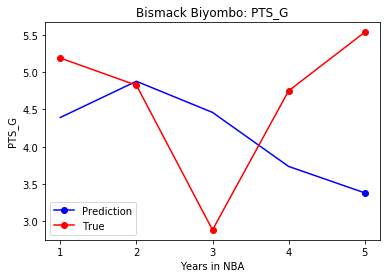 Bismack Biyombo: PTS_G
5.5
5.0
4.5
4.0
3.5
3.0
PTS_G
Prediction
True
1 2 3 4 5
Years in NBA